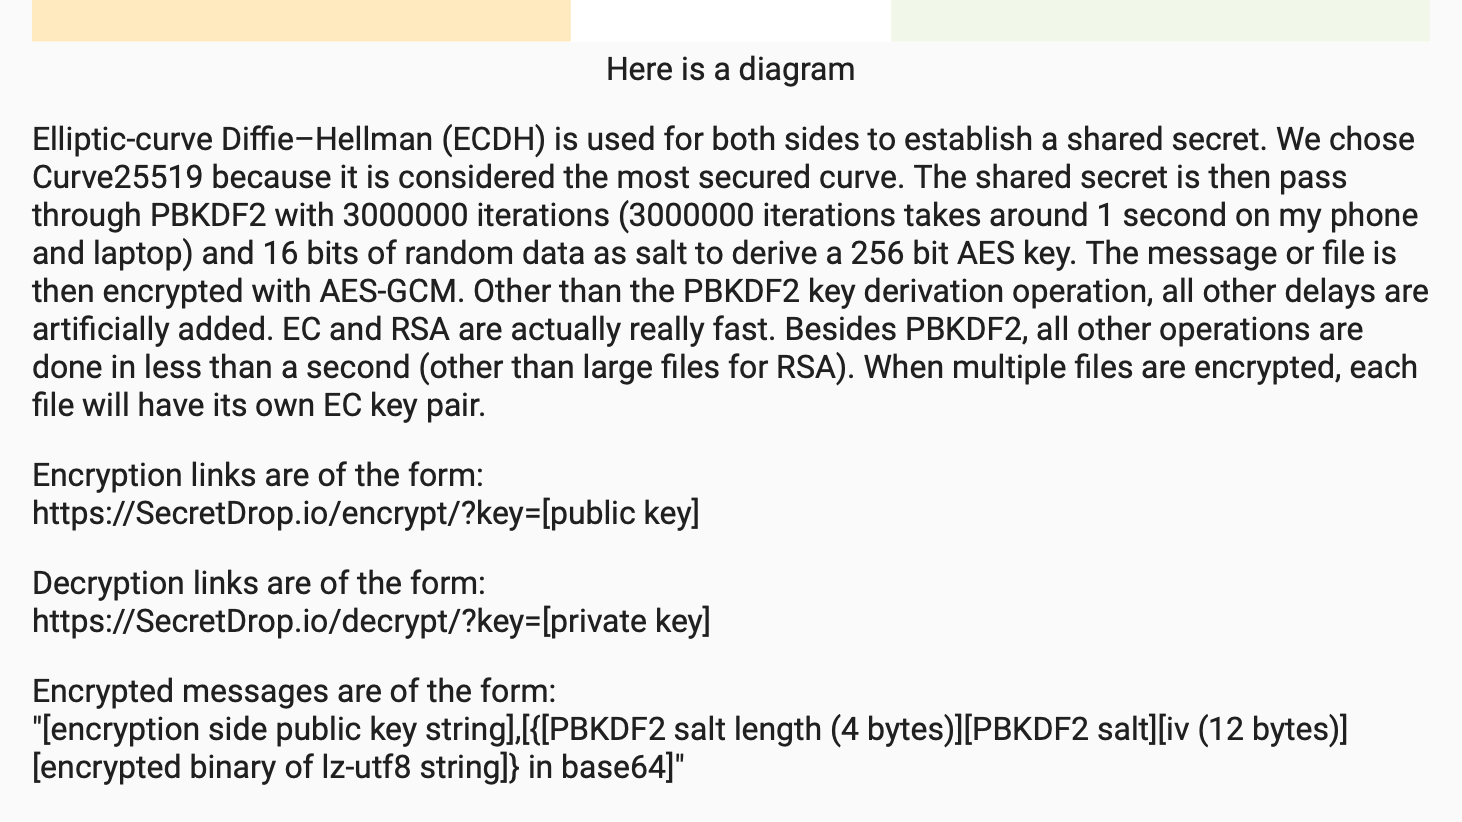 Here is a diagram
Elliptic-curve Diffie–Hellman (ECDH) is used for both sides to establish a shared secret. We chose
Curve25519 because it is considered the most secured curve. The shared secret is then pass
through PBKDF2 with 3000000 iterations (3000000 iterations takes around 1 second on my phone
and laptop) and 16 bits of random data as salt to derive a 256 bit AES key. The message or file is
then encrypted with AES-GCM. Other than the PBKDF2 key derivation operation, all other delays are
artificially added. EC and RSA are actually really fast. Besides PBKDF2, all other operations are
done in less than a second (other than large files for RSA). When multiple files are encrypted, each
file will have its own EC key pair.
Encryption links are of the form:
https://SecretDrop.io/encrypt/?key=[public key]
Decryption links are of the form:
https://SecretDrop.io/decrypt/?key=[private key]
Encrypted messages are of the form:
"[encryption side public key string],[{[PBKDF2 salt length (4 bytes)][PBKDF2 salt][iv (12 bytes)]
[encrypted binary of lz-utf8 string]} in base64]"